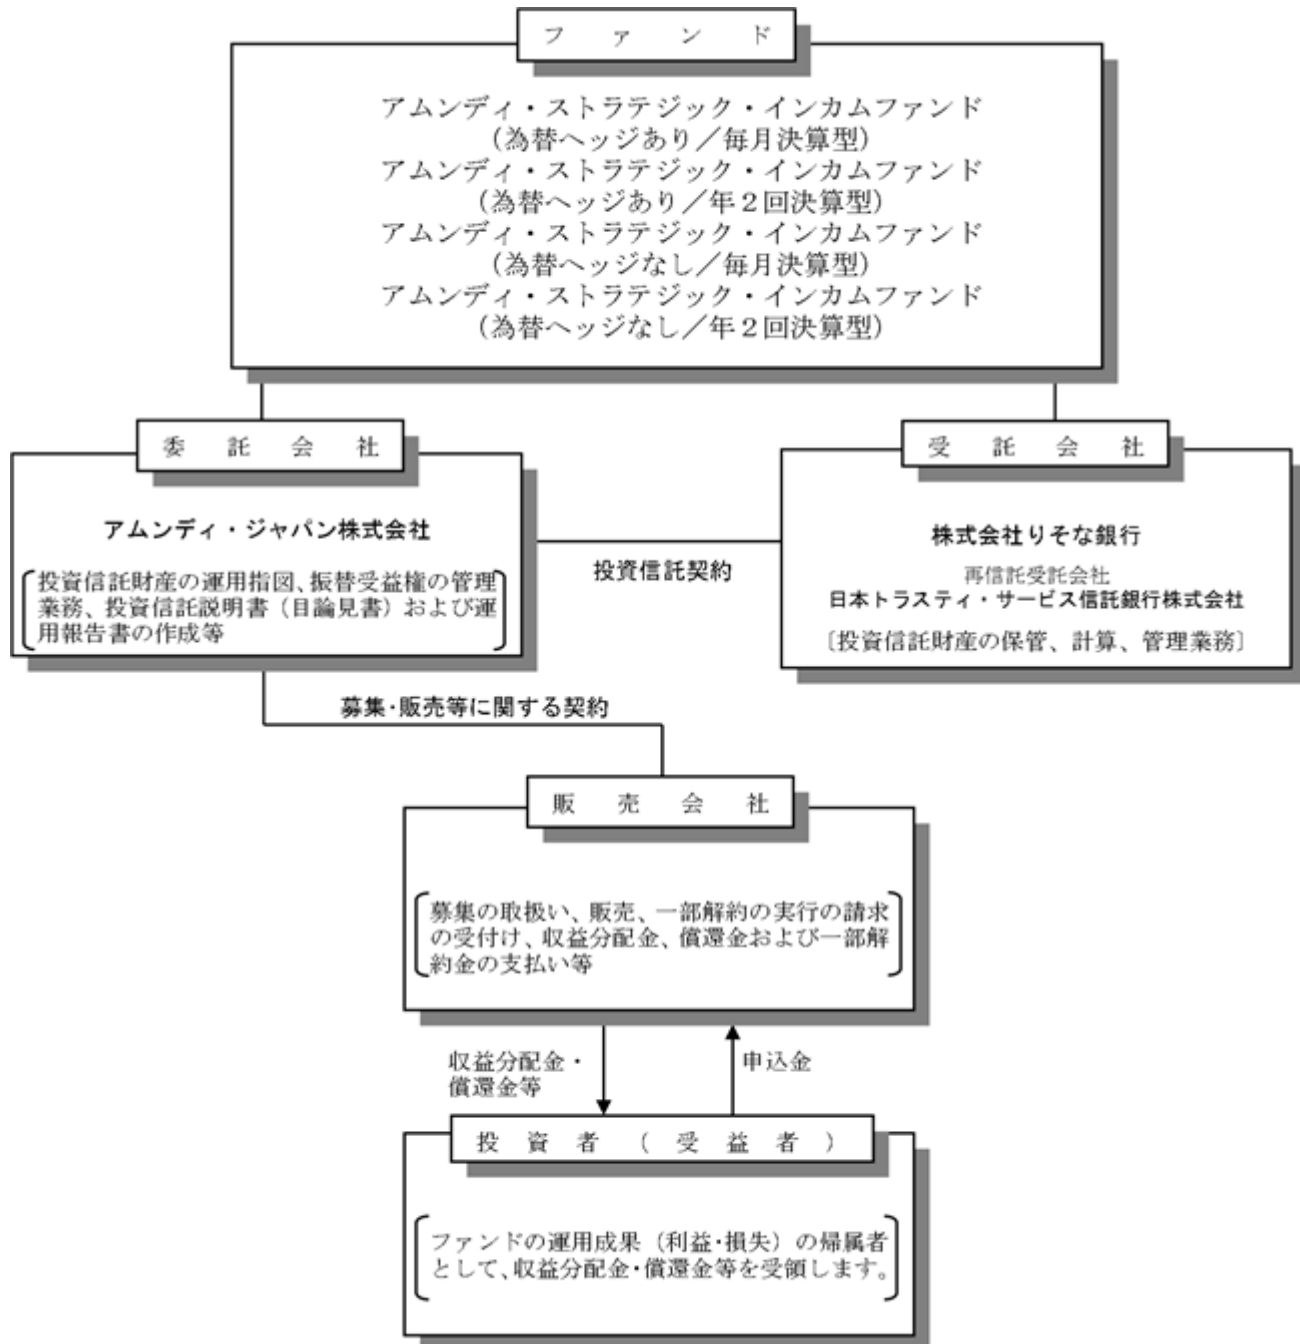 ファンド
アムンディ・ストラテジック・インカムファンド
（為替ヘッジあり／毎月決算型）
アムンディ・ストラテジック・インカムファンド
（為替ヘッジあり／年２回決算型）
アムンディ・ストラテジック・インカムファンド
（為替ヘッジなし／毎月決算型）
アムンディ・ストラテジック・インカムファンド
（為替ヘッジなし／年２回決算型）
委託会社
アムンディ・ジャパン株式会社
投資信託財産の運用指図、振替受益権の管理
業務、投資信託説明書（目論見書）および運
用報告書の作成等
投資信託契約
受託会社
株式会社りそな銀行
再信託受託会社
日本トラスティ・サービス信託銀行株式会社
〔投資信託財産の保管、計算、管理業務〕
募集・販売等に関する契約
販売会社
募集の取扱い、販売、一部解約の実行の請求
の受付け、収益分配金、償還金および一部解
約金の支払い等
収益分配金・
償還金等
申込金
投資者（受益者）
ファンドの運用成果（利益・損失）の帰属者
として、収益分配金・償還金等を受領します。